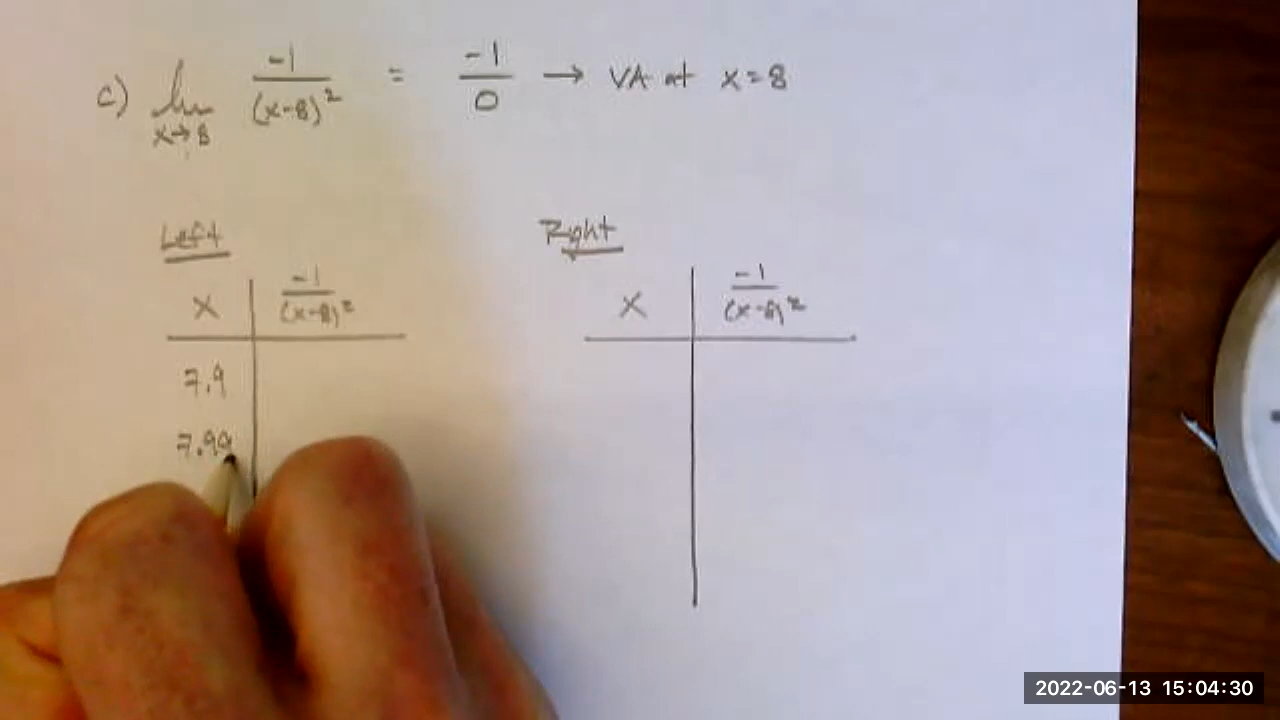 c) lim x→8 -1/(x-8)² = -1/0 → VA at x=8
Left
x | -1/(x-8)²
7.9
7.99
Right
x | -1/(x-8)²
2022-06-13 15:04:30